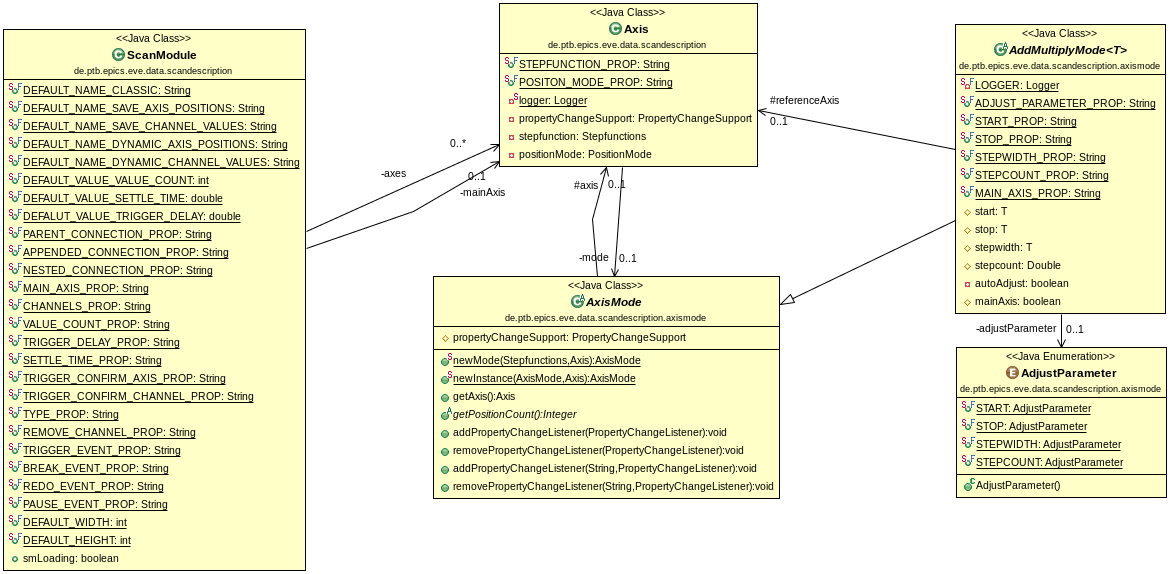 <<Java Class>>
ScanModule
de.ptb.epics.eve.data.scandescription
DEFAULT_NAME_CLASSIC: String
DEFAULT_NAME_SAVE_AXIS_POSITIONS: String
DEFAULT_NAME_SAVE_CHANNEL_VALUES: String
DEFAULT_NAME_DYNAMIC_AXIS_POSITIONS: String
DEFAULT_NAME_DYNAMIC_CHANNEL_VALUES: String
DEFAULT_VALUE_VALUE_COUNT: int
DEFAULT_VALUE_SETTLE_TIME: double
DEFALUT_VALUE_TRIGGER_DELAY: double
PARENT_CONNECTION_PROP: String
APPENDED_CONNECTION_PROP: String
NESTED_CONNECTION_PROP: String
MAIN_AXIS_PROP: String
CHANNELS_PROP: String
VALUE_COUNT_PROP: String
TRIGGER_DELAY_PROP: String
SETTLE_TIME_PROP: String
TRIGGER_CONFIRM_AXIS_PROP: String
TRIGGER_CONFIRM_CHANNEL_PROP: String
TYPE_PROP: String
REMOVE_CHANNEL_PROP: String
TRIGGER_EVENT_PROP: String
BREAK_EVENT_PROP: String
REDO_EVENT_PROP: String
PAUSE_EVENT_PROP: String
DEFAULT_WIDTH: int
DEFAULT_HEIGHT: int
smLoading: boolean
0..*
-axes
0..1
-mainAxis
<<Java Class>>
Axis
de.ptb.epics.eve.data.scandescription
STEPFUNCTION_PROP: String
POSITON_MODE_PROP: String
logger: Logger
propertyChangeSupport: PropertyChangeSupport
stepfunction: Stepfunctions
positionMode: PositionMode
#axis
0..1
-mode
0..1
<<Java Class>>
AxisMode
de.ptb.epics.eve.data.scandescription.axismode
propertyChangeSupport: PropertyChangeSupport
newMode(Stepfunctions,Axis):AxisMode
newInstance(AxisMode,Axis):AxisMode
getAxis():Axis
getPositionCount():Integer
addPropertyChangeListener(PropertyChangeListener):void
removePropertyChangeListener(PropertyChangeListener):void
addPropertyChangeListener(String,PropertyChangeListener):void
removePropertyChangeListener(String,PropertyChangeListener):void
#referenceAxis
0..1
<<Java Class>>
AddMultiplyMode<T>
de.ptb.epics.eve.data.scandescription.axismode
LOGGER: Logger
ADJUST_PARAMETER_PROP: String
START_PROP: String
STOP_PROP: String
STEPWIDTH_PROP: String
STEPCOUNT_PROP: String
MAIN_AXIS_PROP: String
start: T
stop: T
stepwidth: T
stepcount: Double
autoAdjust: boolean
mainAxis: boolean
-adjustParameter
0..1
<<Java Enumeration>>
AdjustParameter
de.ptb.epics.eve.data.scandescription.axismode
START: AdjustParameter
STOP: AdjustParameter
STEPWIDTH: AdjustParameter
STEPCOUNT: AdjustParameter
AdjustParameter()